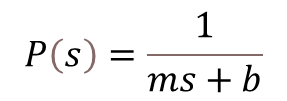 P(s) = 1 / (ms + b)